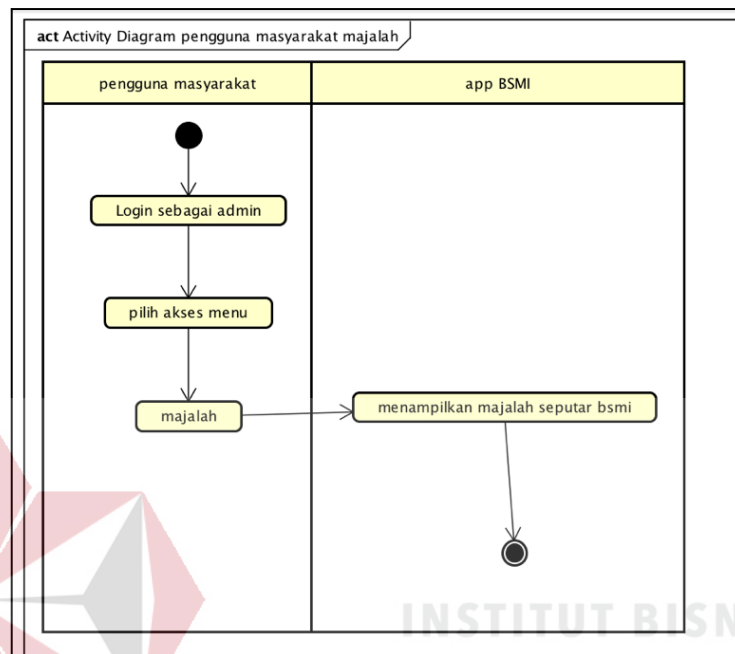 act Activity Diagram pengguna masyarakat majalah
pengguna masyarakat
app BSMI
Login sebagai admin
pilih akses menu
majalah
menampilkan majalah seputar bsmi
INSTITUT BISN